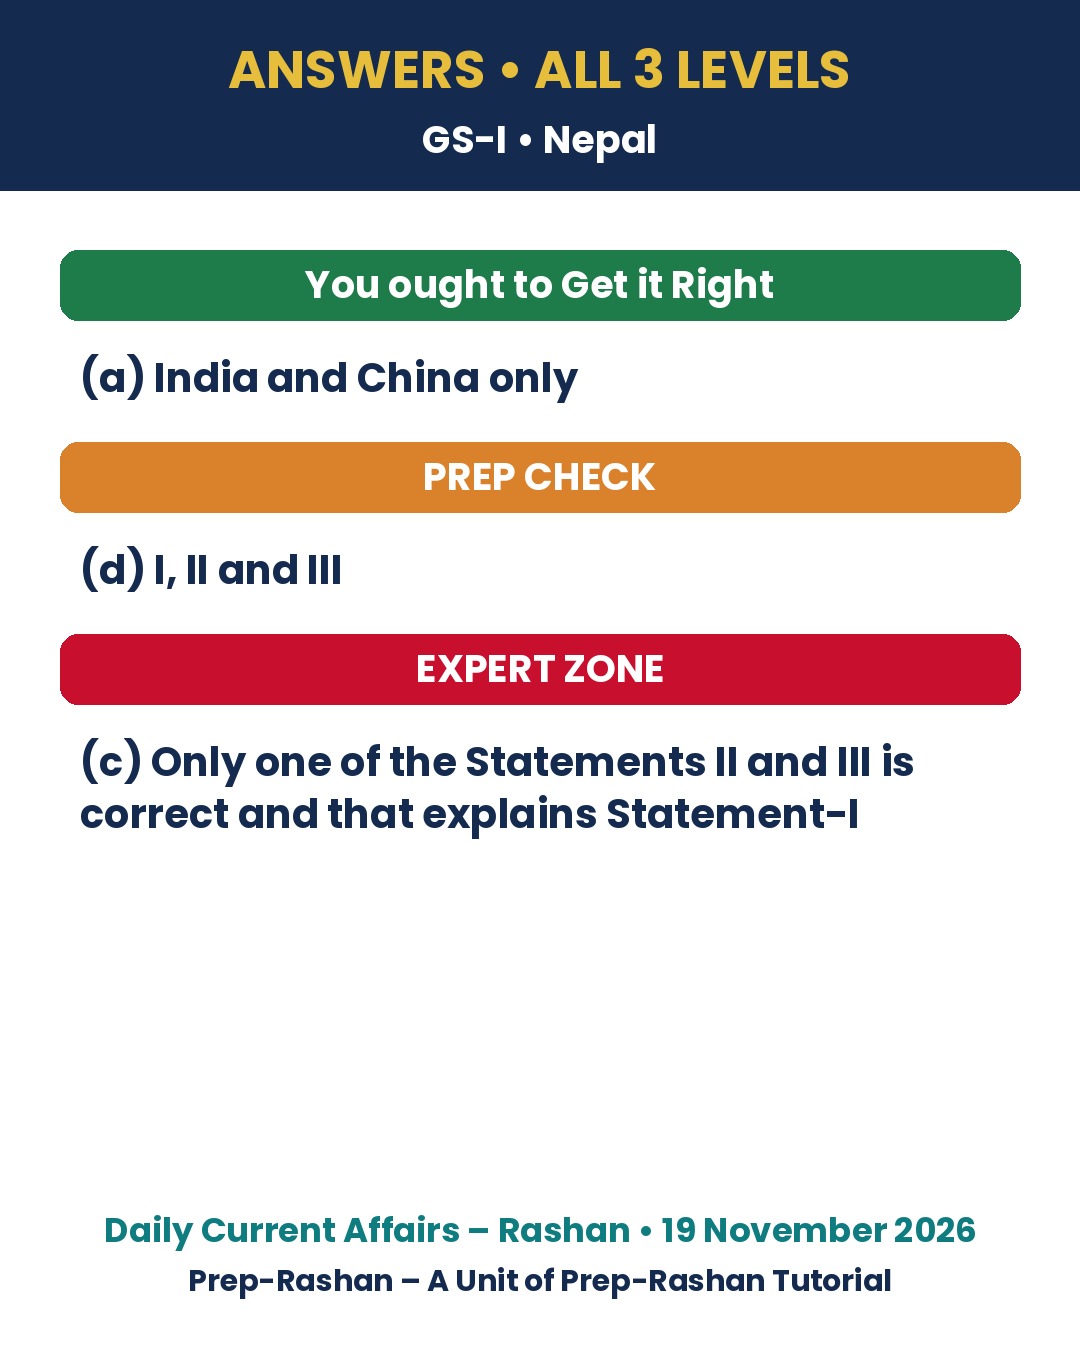 ANSWERS • ALL 3 LEVELS
GS-I • Nepal
You ought to Get it Right
(a) India and China only
PREP CHECK
(d) I, II and III
EXPERT ZONE
(c) Only one of the Statements II and III is
correct and that explains Statement-I
Daily Current Affairs – Rashan • 19 November 2026
Prep-Rashan – A Unit of Prep-Rashan Tutorial